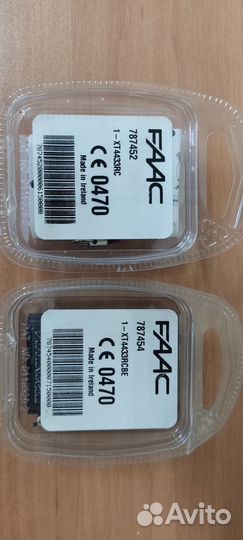 FAAC
787452
1-XT4433RC
CE 0470
Made in Ireland
FAAC
787454
1-XT4433RCBE
CE 0470
Made in Ireland
Avito